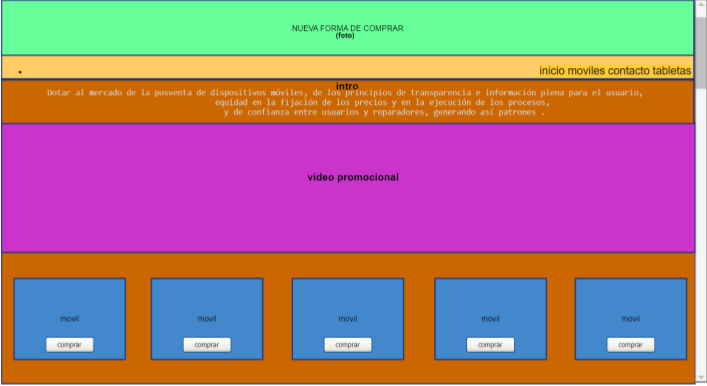 NUEVA FORMA DE COMPRAR
(foto)
inicio moviles contacto tabletas
intro
Dotar al mercado de la posventa de dispositivos móviles, de los principios de transparencia e información plena para el usuario,
equidad en la fijación de los precios y en la ejecución de los procesos,
y de confianza entre usuarios y reparadores, generando así patrones .
video promocional
movil
movil
movil
movil
movil
comprar
comprar
comprar
comprar
comprar